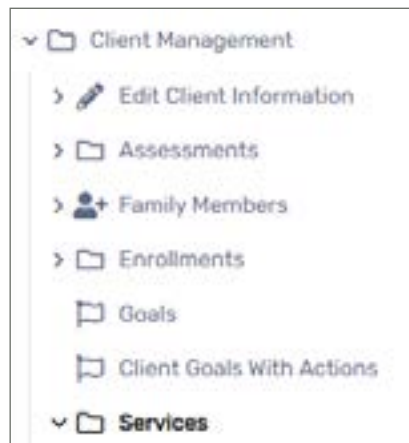 Client Management
Edit Client Information
Assessments
Family Members
Enrollments
Goals
Client Goals With Actions
Services